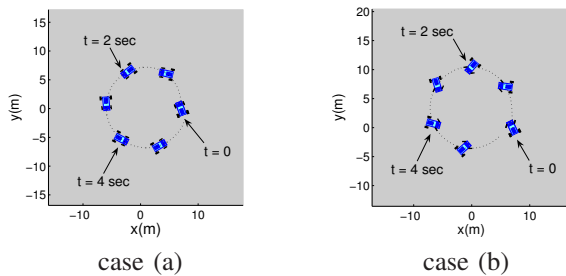 15
10
5
0
−5
−10
−15
y(m)
t = 2 sec
t = 0
t = 4 sec
−10 0 10
x(m)
case (a)
20
15
10
5
0
−5
−10
y(m)
t = 2 sec
t = 0
t = 4 sec
−10 0 10
x(m)
case (b)